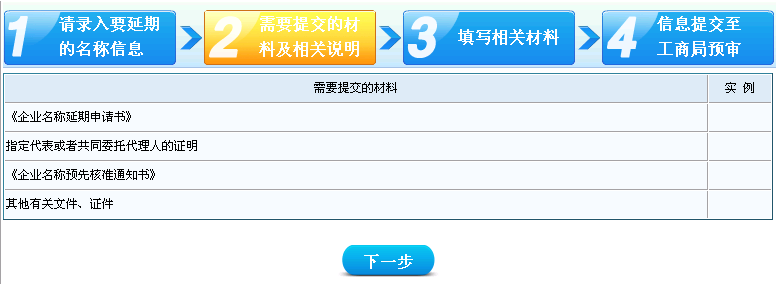 1
请录入要延期
的名称信息
2
需要提交的材
料及相关说明
3
填写相关材料
4
信息提交至
工商局预审
需要提交的材料
实 例
《企业名称延期申请书》
指定代表或者共同委托代理人的证明
《企业名称预先核准通知书》
其他有关文件、证件
下一步